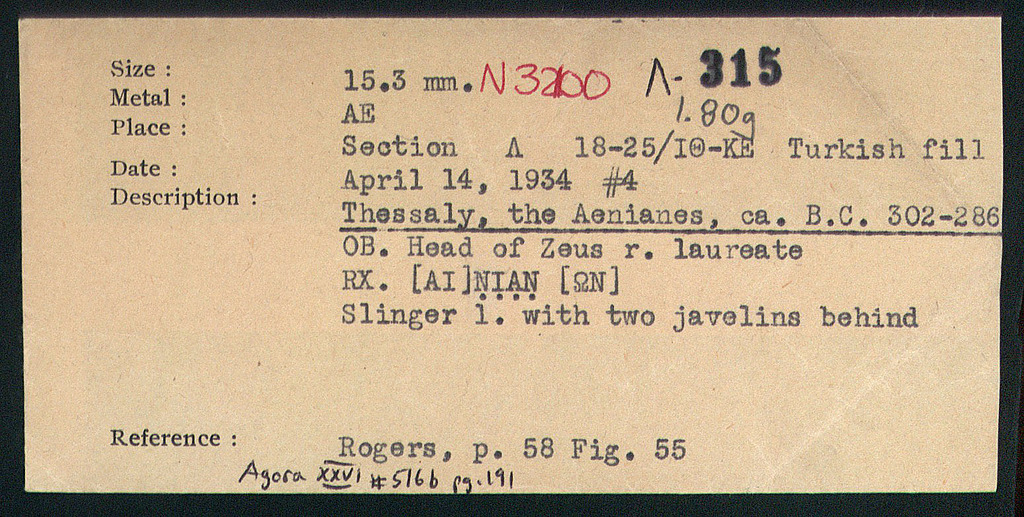 Size : 15.3 mm. N3200 Λ- 315
Metal : AE 1.80g
Place : Section Λ 18-25/ΙΘ-ΚΕ Turkish fill
Date : April 14, 1934 #4
Description : Thessaly, the Aenianes, ca. B.C. 302-286
OB. Head of Zeus r. laureate
RX. [AI]ṆỊẠṆ [ΩN]
Slinger l. with two javelins behind
Reference : Rogers, p. 58 Fig. 55
Agora XXVI #516b pg.191